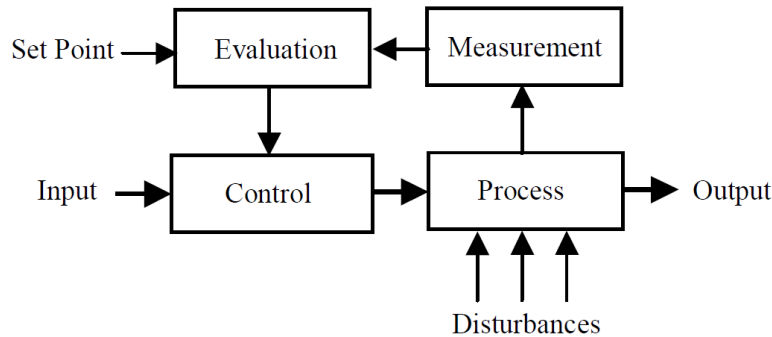 Set Point
Evaluation
Measurement
Input
Control
Process
Output
Disturbances